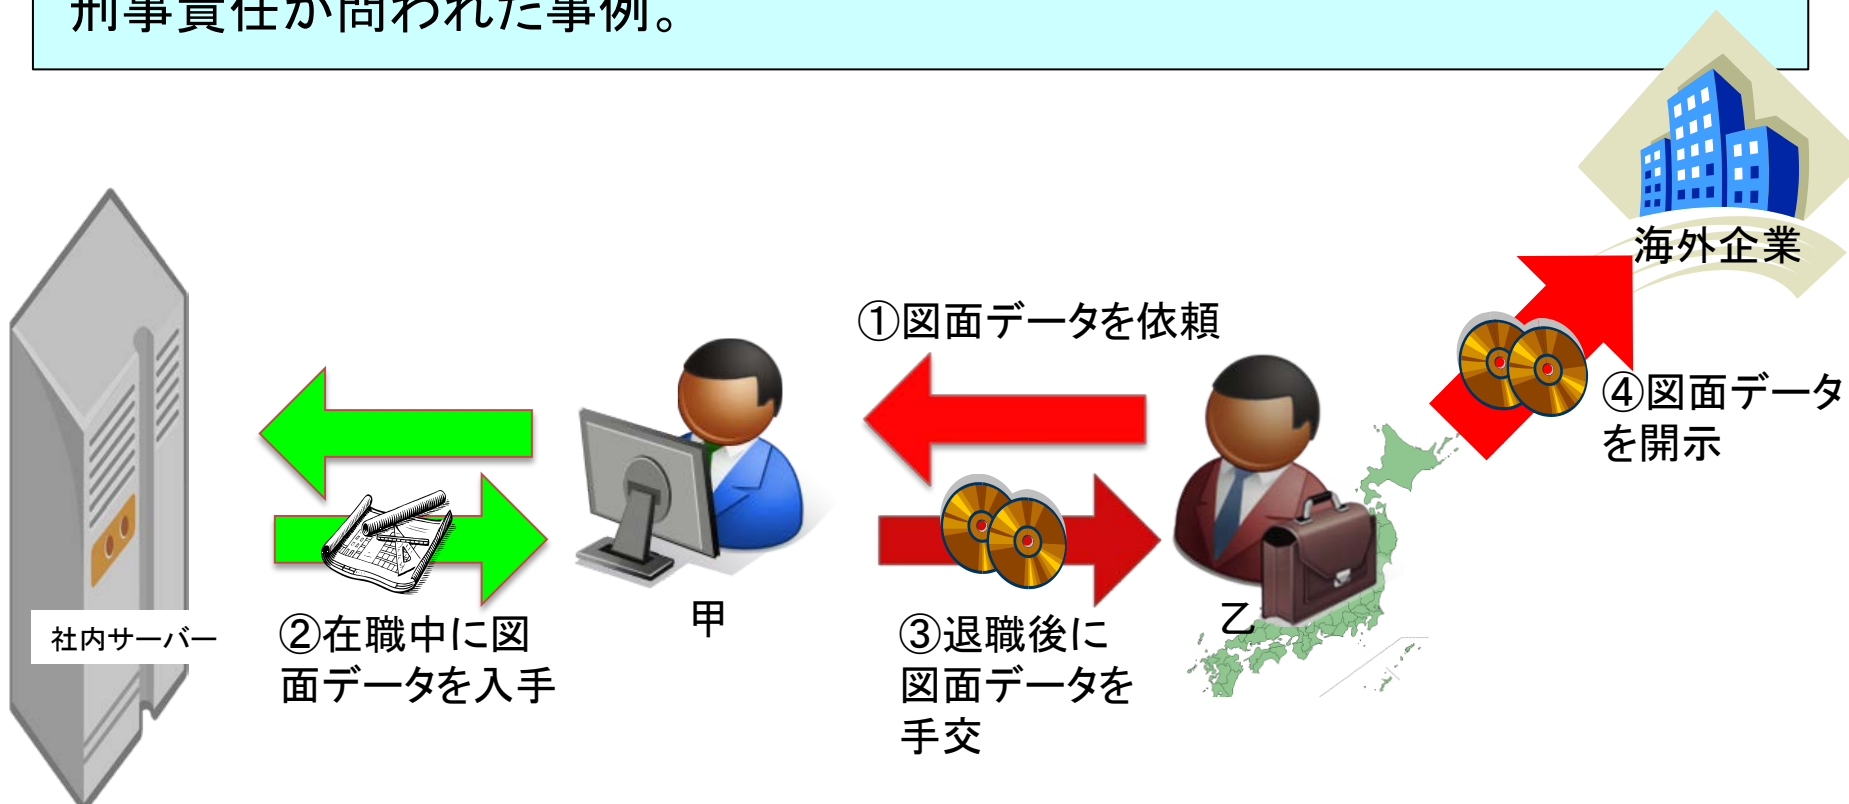 刑事責任が問われた事例。
海外企業
①図面データを依頼
④図面データ
を開示
社内サーバー
②在職中に図
面データを入手
甲
③退職後に
図面データを
手交
乙